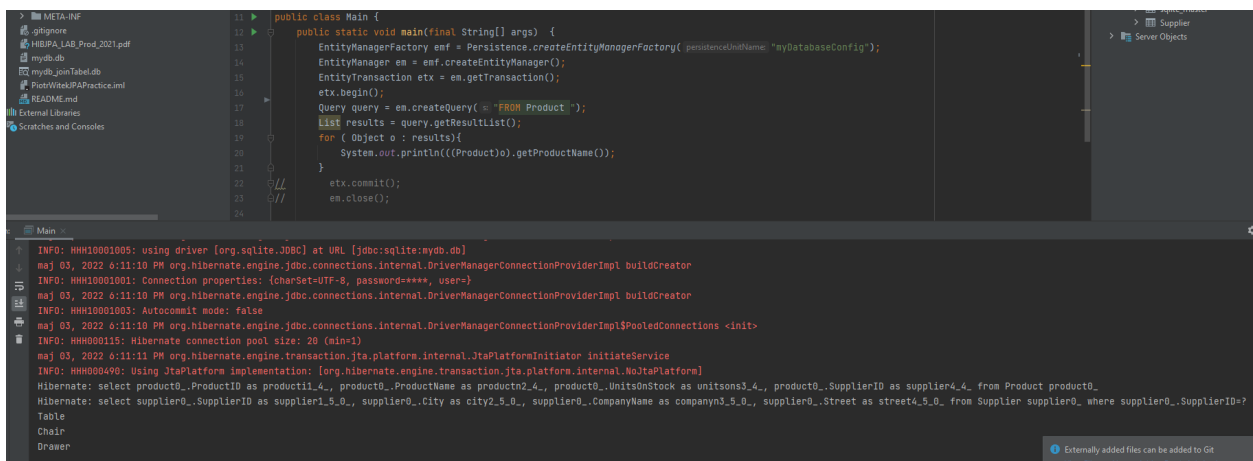 META-INF
.gitignore
HIBJPA_LAB_Prod_2021.pdf
mydb.db
mydb_joinTabel.db
PiotrWitekJPAPractice.iml
README.md
External Libraries
Scratches and Consoles
11 public class Main {
12 public static void main(final String[] args) {
13 EntityManagerFactory emf = Persistence.createEntityManagerFactory( persistenceUnitName: "myDatabaseConfig");
14 EntityManager em = emf.createEntityManager();
15 EntityTransaction etx = em.getTransaction();
16 etx.begin();
17 Query query = em.createQuery( s: "FROM Product ");
18 List results = query.getResultList();
19 for ( Object o : results){
20 System.out.println(((Product)o).getProductName());
21 }
22 // etx.commit();
23 // em.close();
24
Supplier
Server Objects
Main
INFO: HHH10001005: using driver [org.sqlite.JDBC] at URL [jdbc:sqlite:mydb.db]
maj 03, 2022 6:11:10 PM org.hibernate.engine.jdbc.connections.internal.DriverManagerConnectionProviderImpl buildCreator
INFO: HHH10001001: Connection properties: {charSet=UTF-8, password=****, user=}
maj 03, 2022 6:11:10 PM org.hibernate.engine.jdbc.connections.internal.DriverManagerConnectionProviderImpl buildCreator
INFO: HHH10001003: Autocommit mode: false
maj 03, 2022 6:11:10 PM org.hibernate.engine.jdbc.connections.internal.DriverManagerConnectionProviderImpl$PooledConnections <init>
INFO: HHH000115: Hibernate connection pool size: 20 (min=1)
maj 03, 2022 6:11:11 PM org.hibernate.engine.transaction.jta.platform.internal.JtaPlatformInitiator initiateService
INFO: HHH000490: Using JtaPlatform implementation: [org.hibernate.engine.transaction.jta.platform.internal.NoJtaPlatform]
Hibernate: select product0_.ProductID as producti1_4_, product0_.ProductName as productn2_4_, product0_.UnitsOnStock as unitsons3_4_, product0_.SupplierID as supplier4_4_ from Product product0_
Hibernate: select supplier0_.SupplierID as supplier1_5_0_, supplier0_.City as city2_5_0_, supplier0_.CompanyName as companyn3_5_0_, supplier0_.Street as street4_5_0_ from Supplier supplier0_ where supplier0_.SupplierID=?
Table
Chair
Drawer
Externally added files can be added to Git